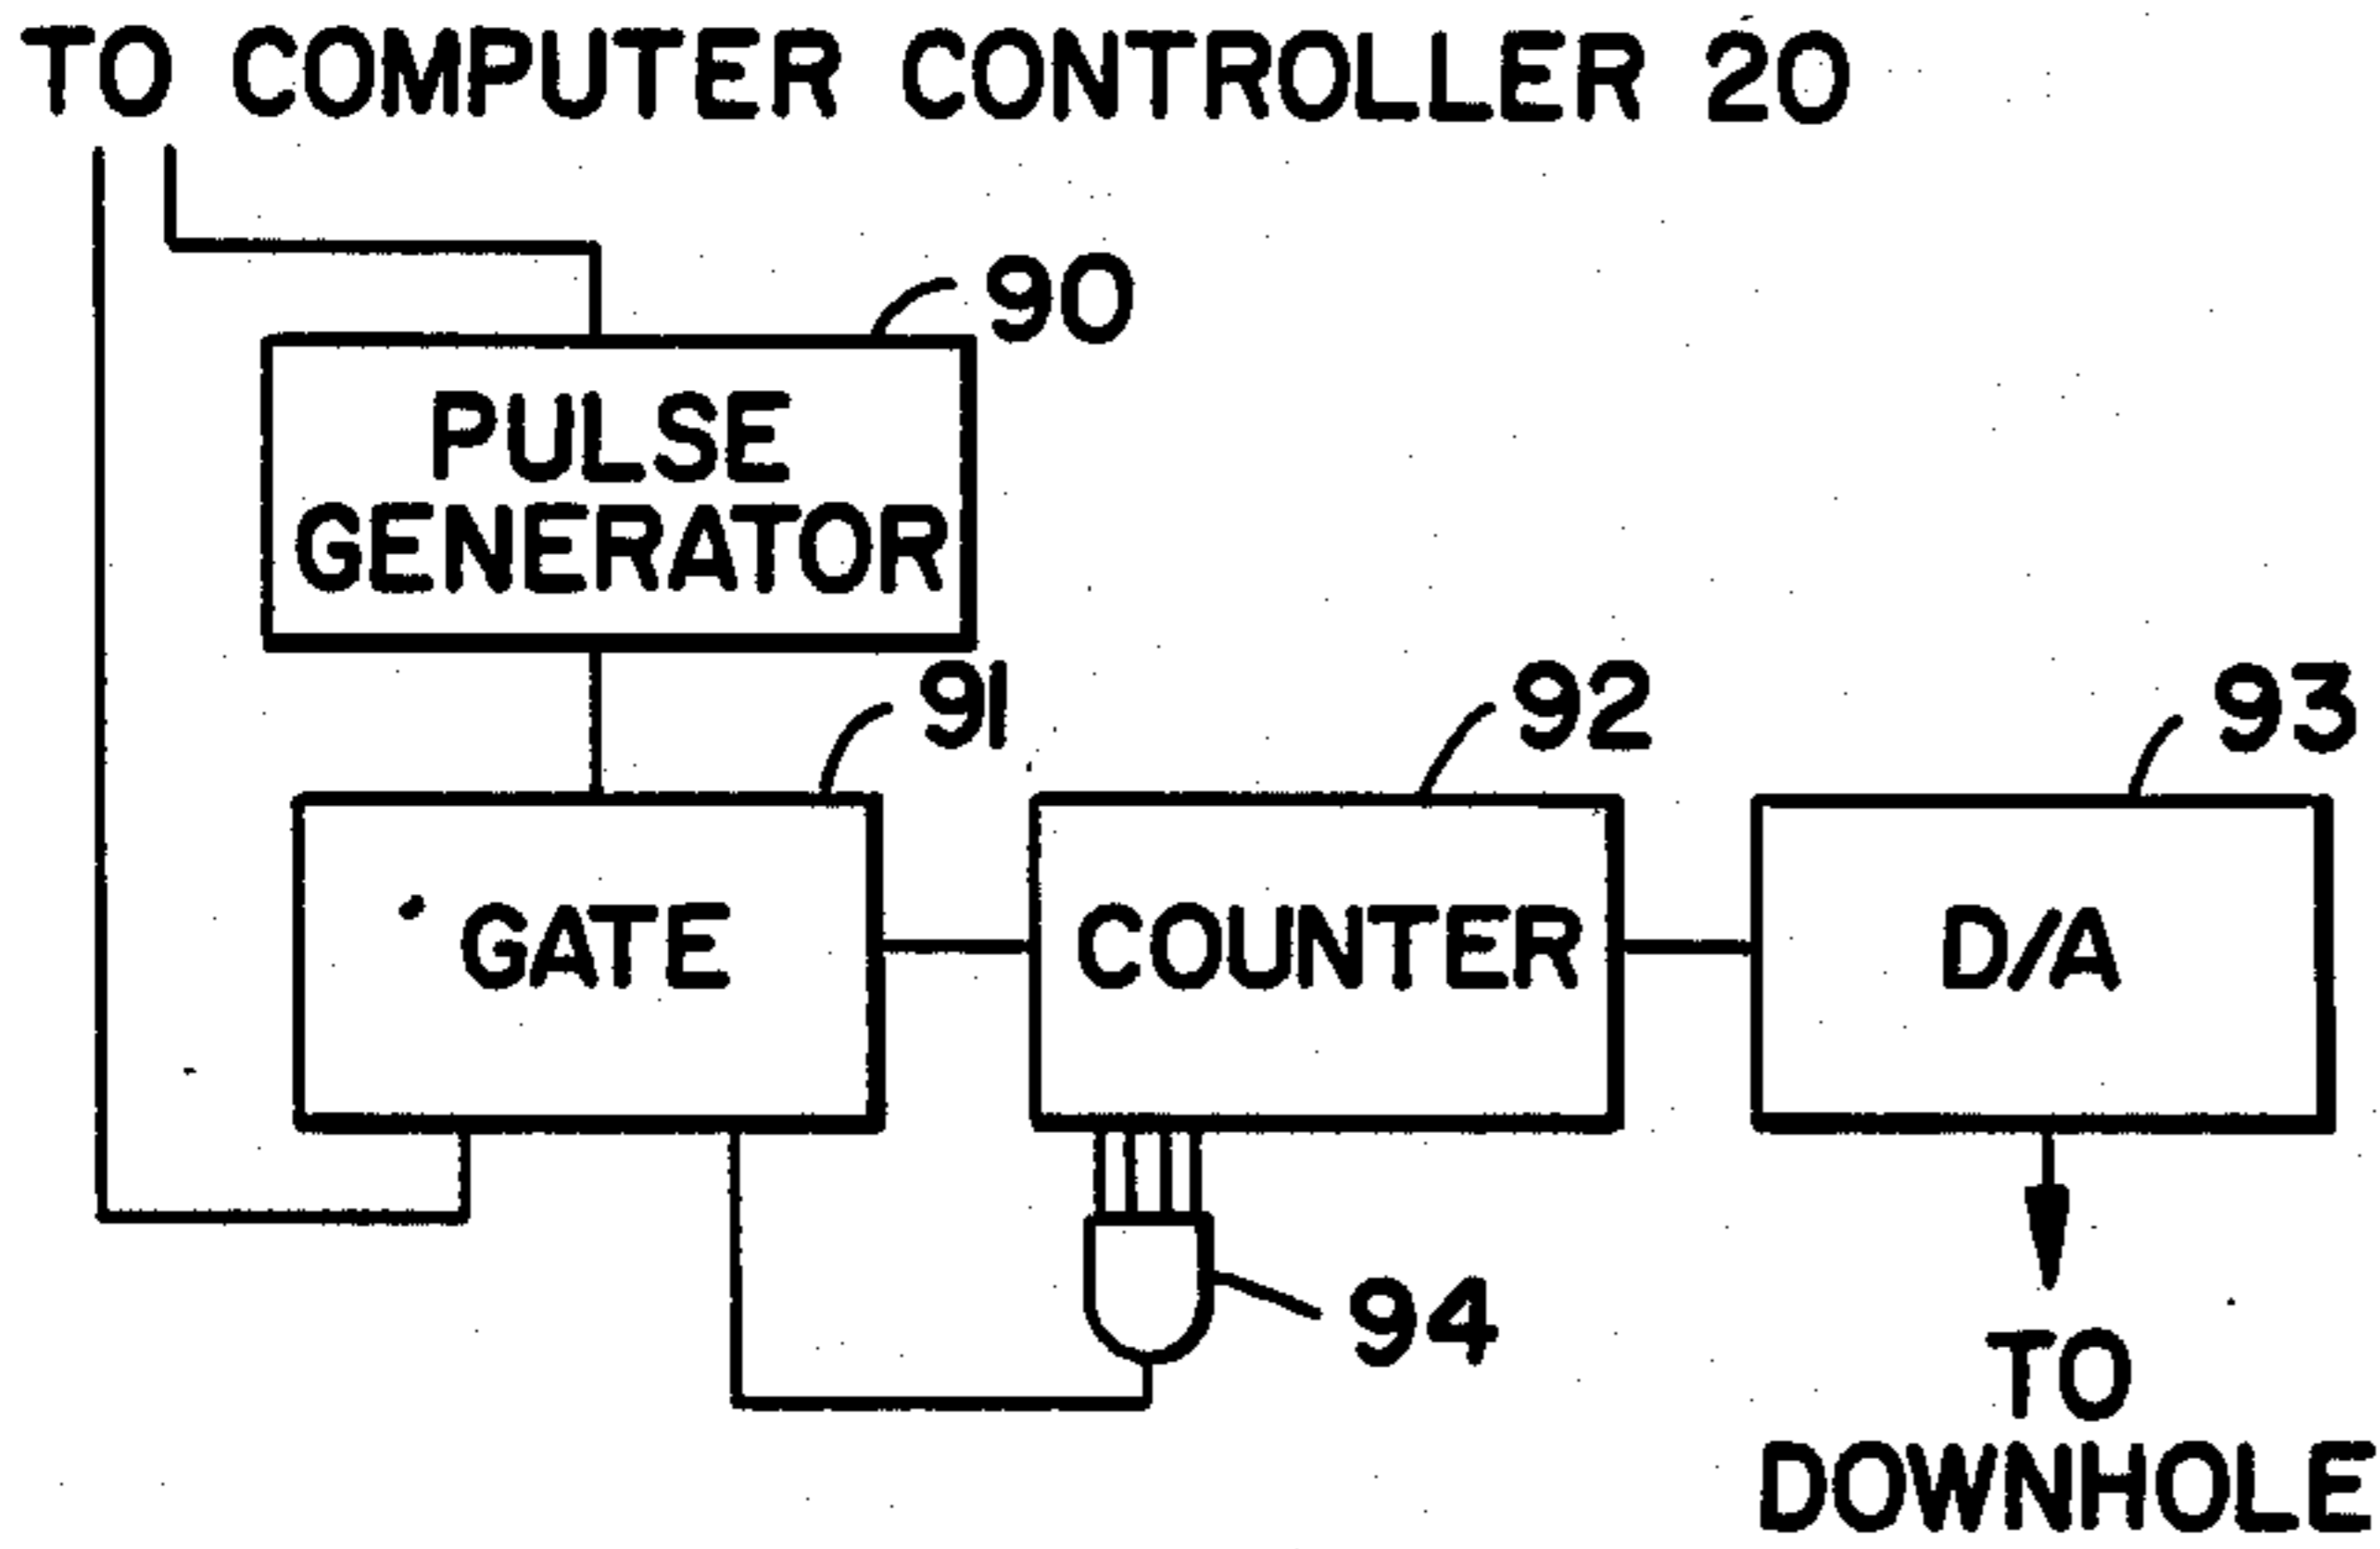 TO COMPUTER CONTROLLER 20
90
PULSE
GENERATOR
91
92
93
GATE
COUNTER
D/A
94
TO
DOWNHOLE